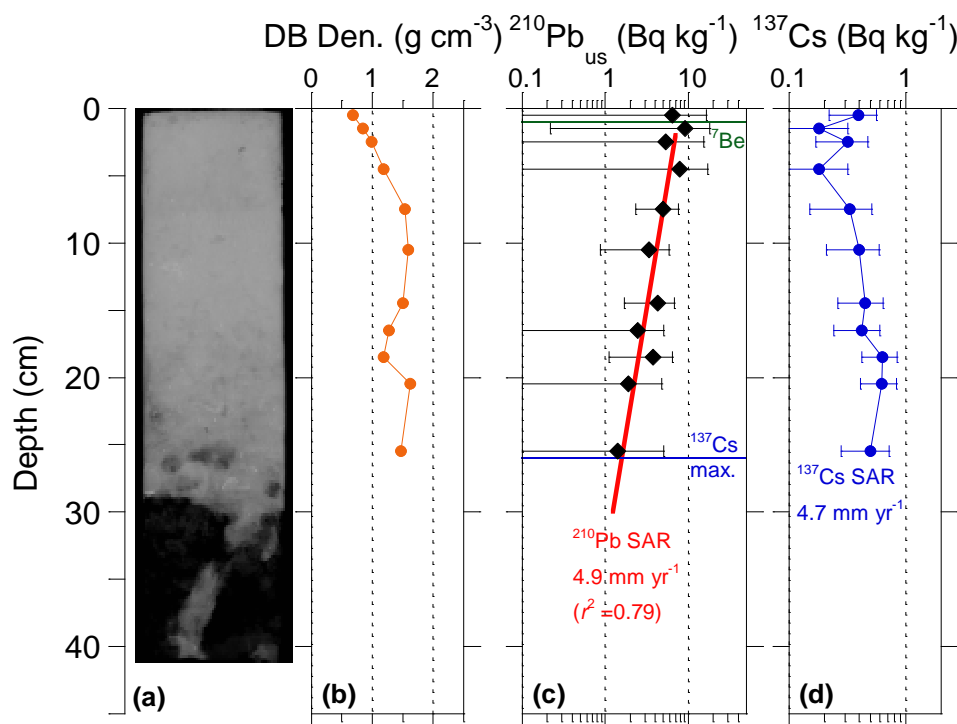 DB Den. (g cm⁻³) ²¹⁰Pb_us (Bq kg⁻¹) ¹³⁷Cs (Bq kg⁻¹)
0 1 2 0.1 1 10 0.1 1
0
⁷Be
10
20
¹³⁷Cs
max.
¹³⁷Cs SAR
30
4.7 mm yr⁻¹
²¹⁰Pb SAR
4.9 mm yr⁻¹
(r² =0.79)
40
Depth (cm)
(a) (b) (c) (d)